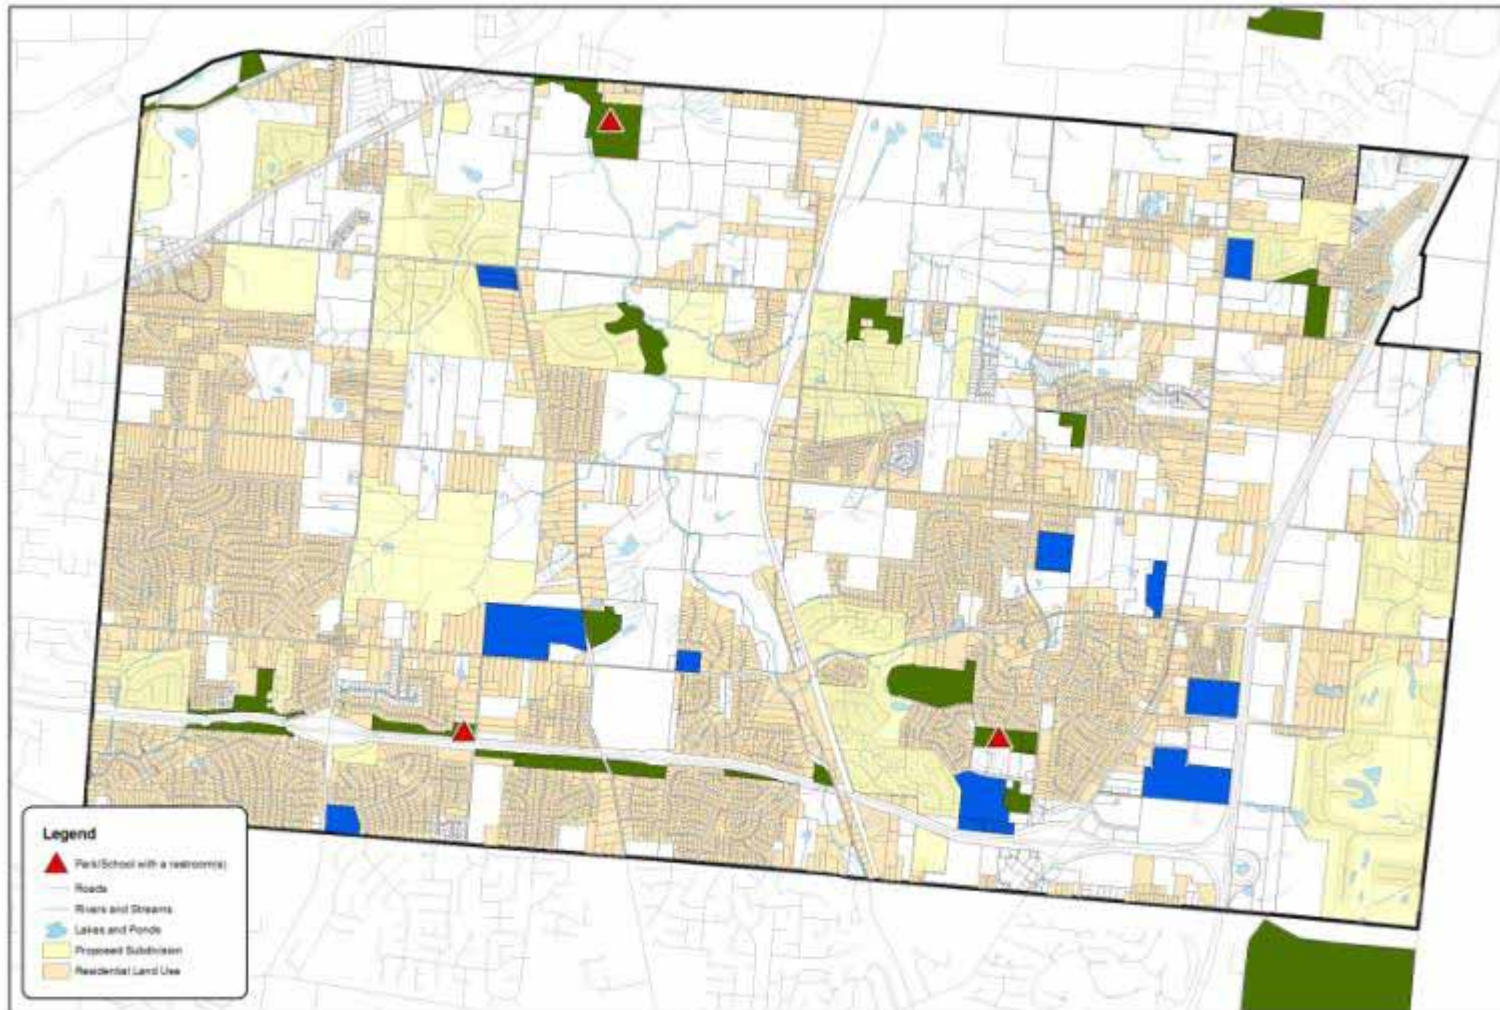 Legend
Park/School with a restroom(s)
Roads
Rivers and Streams
Lakes and Ponds
Proposed Subdivision
Residential Land Use